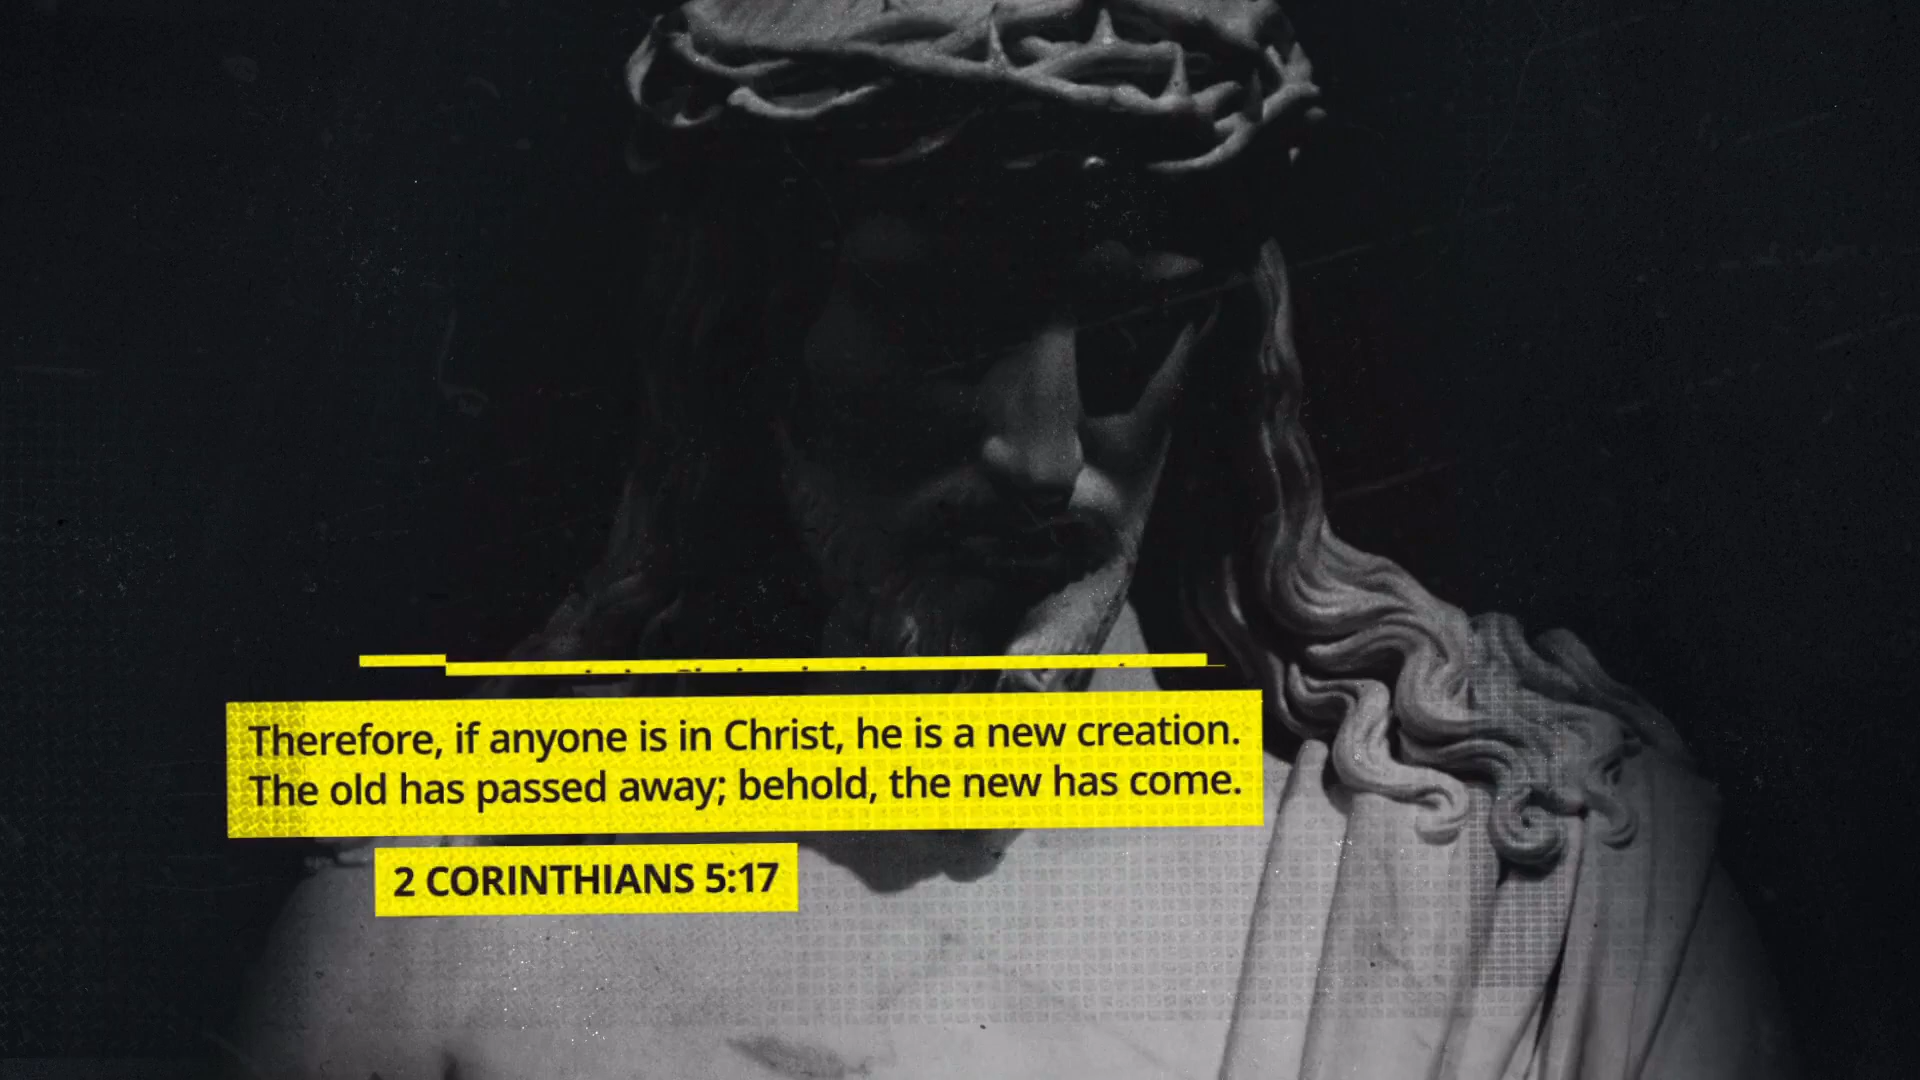 Therefore, if anyone is in Christ, he is a new creation.
The old has passed away; behold, the new has come.
2 CORINTHIANS 5:17